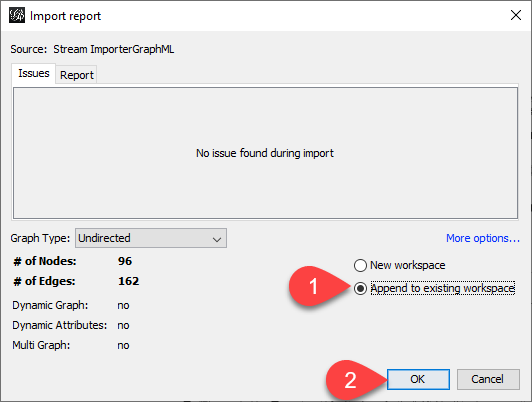 Import report
Source: Stream ImporterGraphML
Issues Report
No issue found during import
Graph Type: Undirected
More options...
# of Nodes: 96
# of Edges: 162
Dynamic Graph: no
Dynamic Attributes: no
Multi Graph: no
New workspace
1 Append to existing workspace
2 OK Cancel